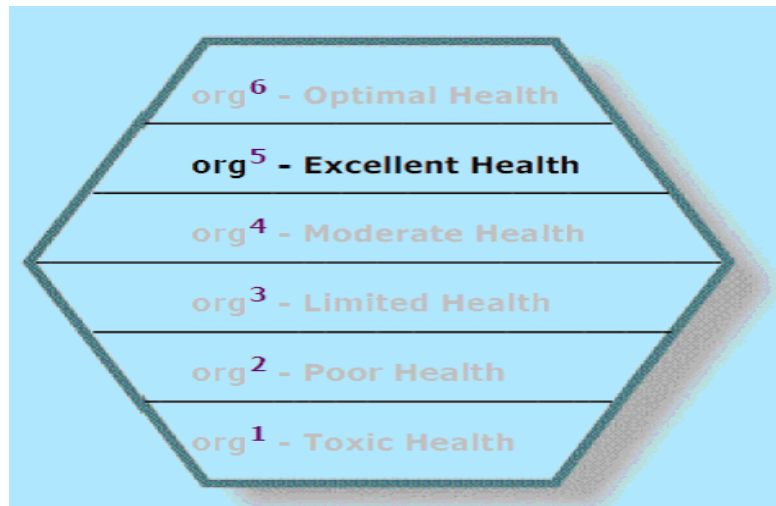 org⁶ - Optimal Health
org⁵ - Excellent Health
org⁴ - Moderate Health
org³ - Limited Health
org² - Poor Health
org¹ - Toxic Health